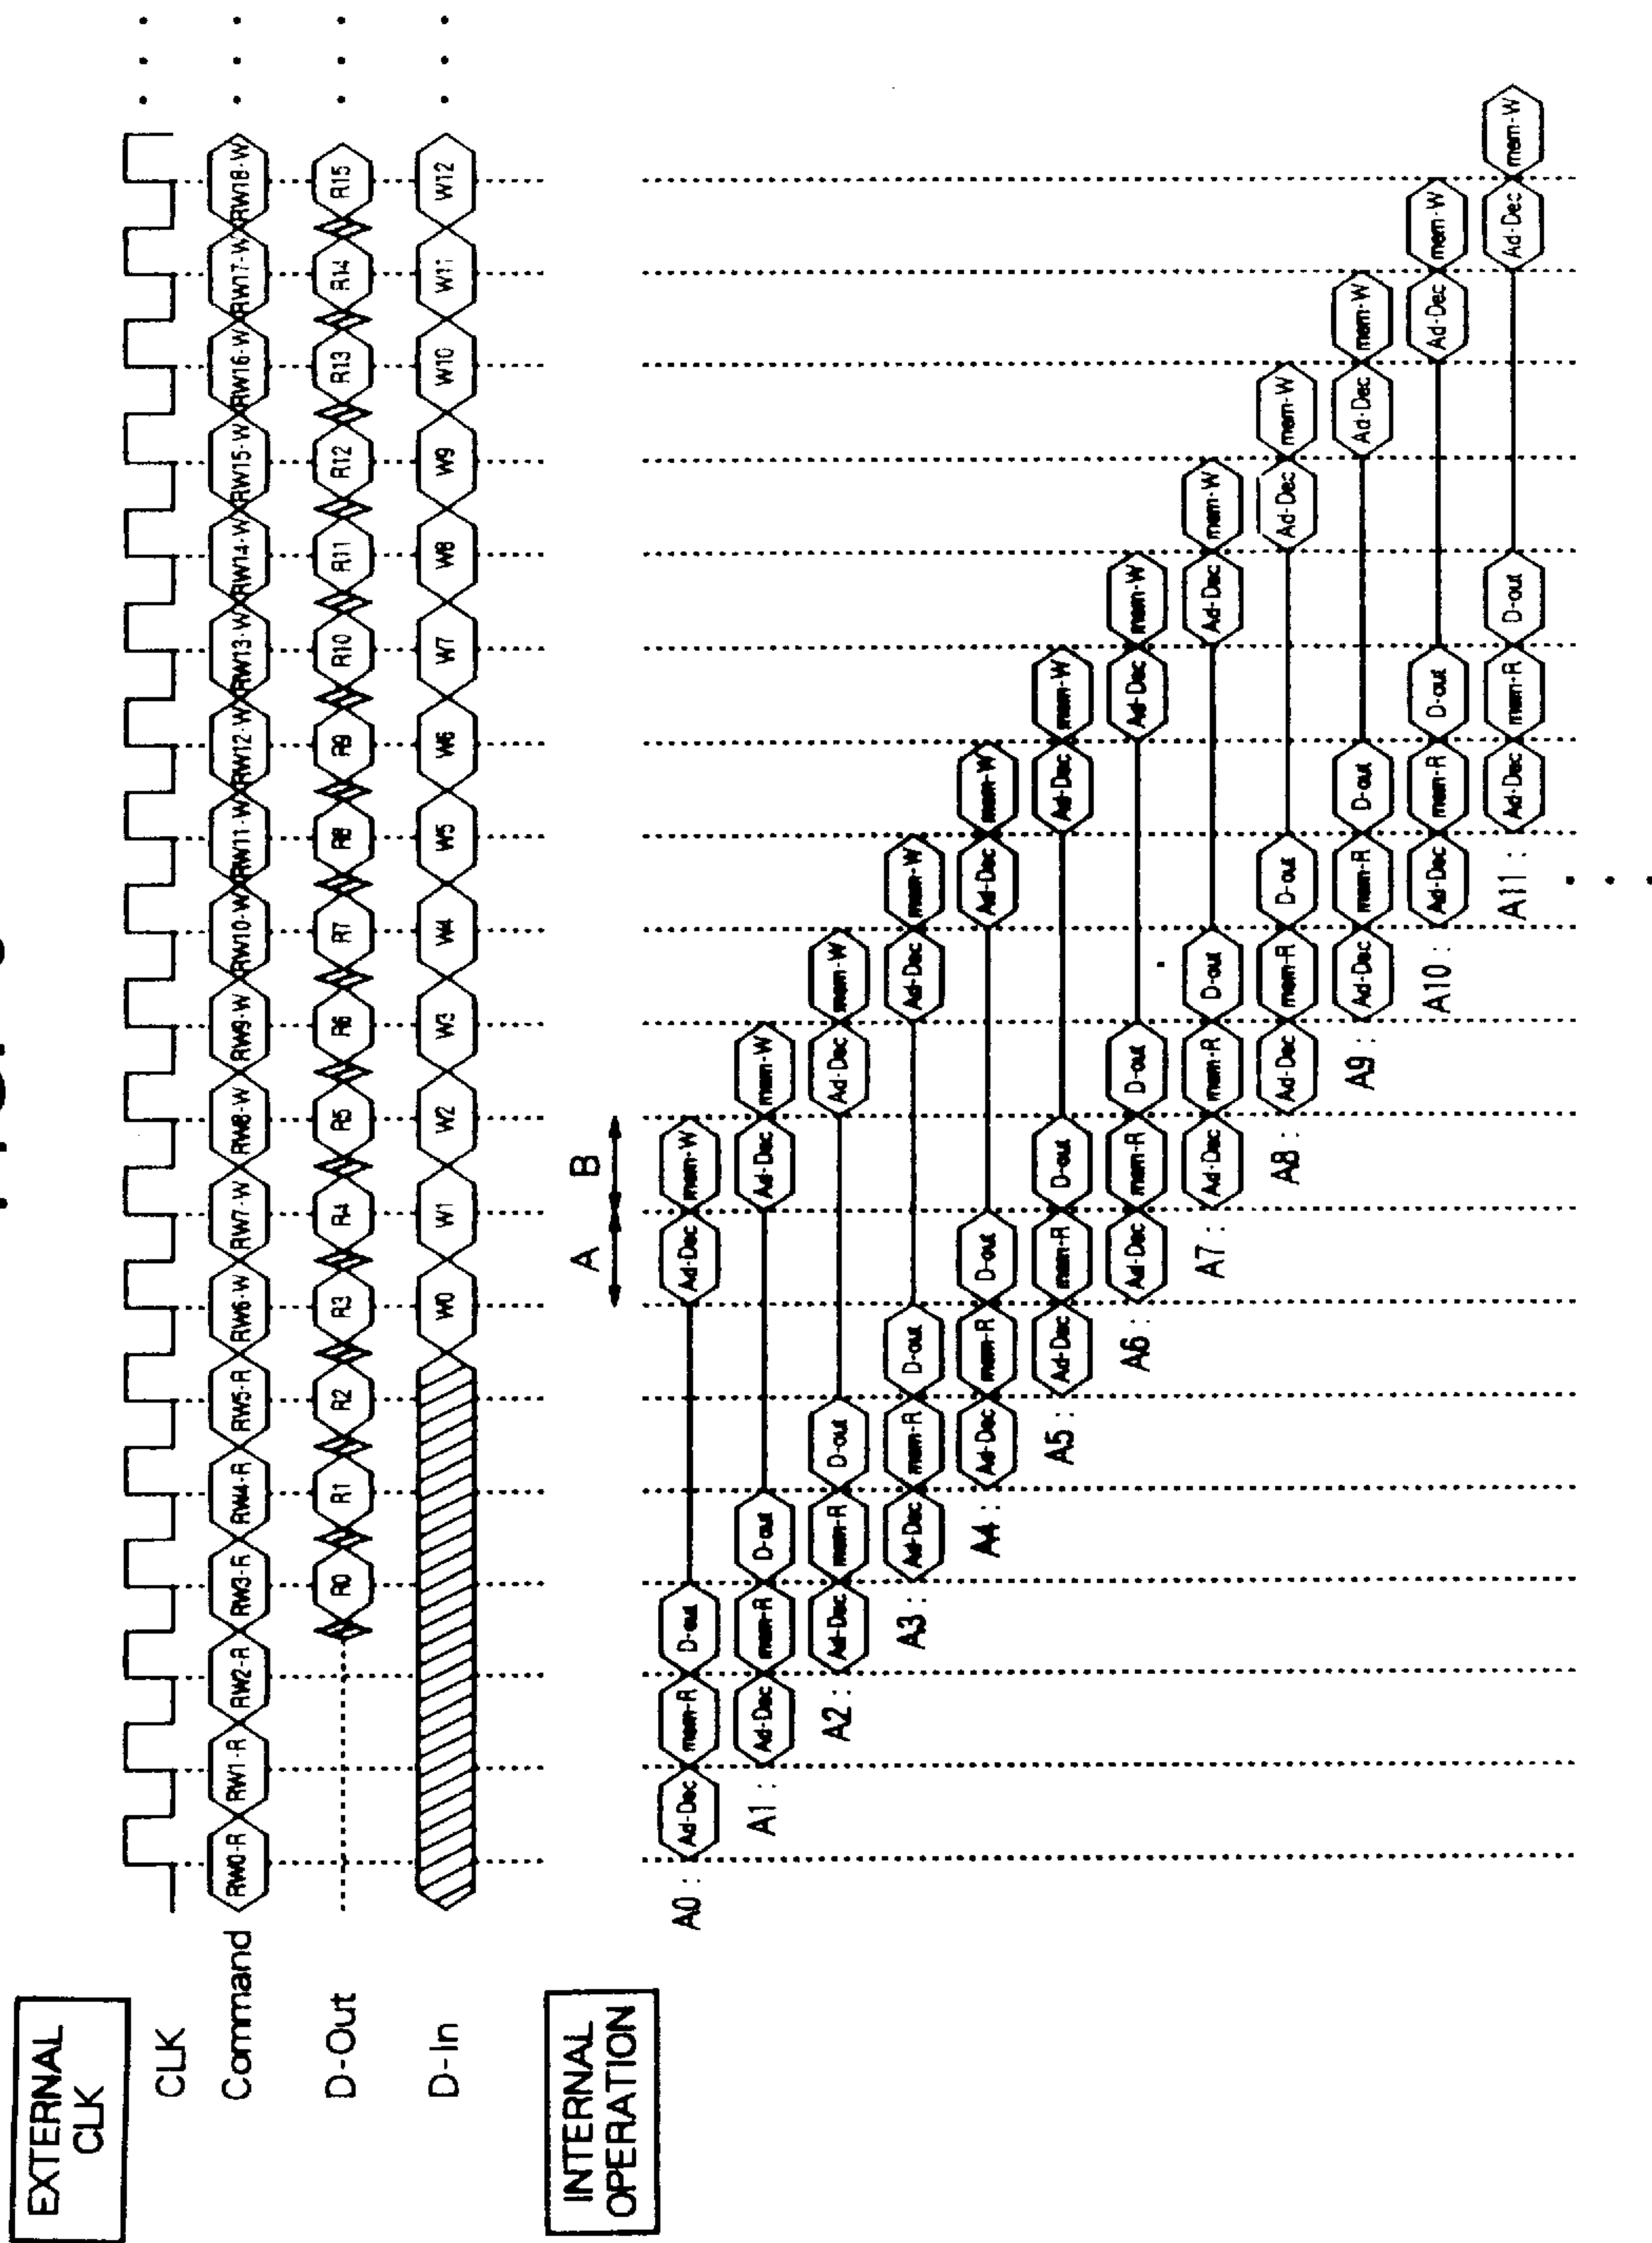 EXTERNAL
CLK
CLK
Command RW0-R RW1-R RW2-R RW3-R RW4-R RW5-R RW6-W RW7-W RW8-W RW9-W RW10-W RW11-W RW12-W RW13-W RW14-W RW15-W RW16-W RW17-W RW18-W
D-Out R0 R1 R2 R3 R4 R5 R6 R7 R8 R9 R10 R11 R12 R13 R14 R15
D-In W0 W1 W2 W3 W4 W5 W6 W7 W8 W9 W10 W11 W12
INTERNAL
OPERATION
A B
A0 : Ad-Dec mem-R D-out Ad-Dec mem-W
A1 : Ad-Dec mem-R D-out Ad-Dec mem-W
A2 : Ad-Dec mem-R D-out Ad-Dec mem-W
A3 : Ad-Dec mem-R D-out Ad-Dec mem-W
A4 : Ad-Dec mem-R D-out Ad-Dec mem-W
A5 : Ad-Dec mem-R D-out Ad-Dec mem-W
A6 : Ad-Dec mem-R D-out Ad-Dec mem-W
A7 : Ad-Dec mem-R D-out Ad-Dec mem-W
A8 : Ad-Dec mem-R D-out Ad-Dec mem-W
A9 : Ad-Dec mem-R D-out Ad-Dec mem-W
A10 : Ad-Dec mem-R D-out Ad-Dec mem-W
A11 : Ad-Dec mem-R D-out Ad-Dec mem-W